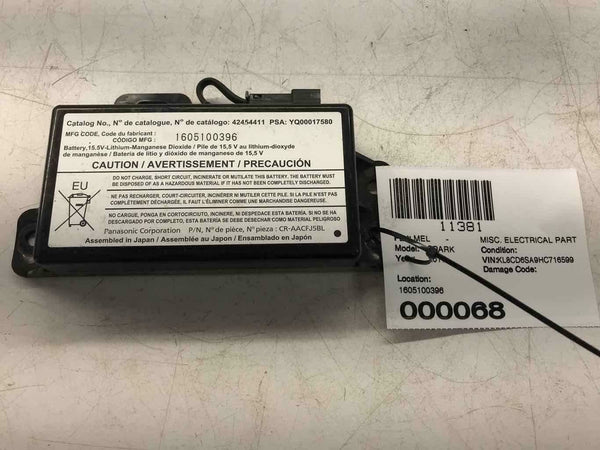 Catalog No., N° de catalogue, N° de catálogo: 42454411 PSA: YQ00017580
MFG CODE, Code du fabricant :
CÓDIGO MFG :
1605100396
Battery,15.5V-Lithium-Manganese Dioxide / Pile de 15,5 V au lithium-dioxyde
de manganèse / Batería de litio y dióxido de manganeso de 15,5 V
CAUTION / AVERTISSEMENT / PRECAUCIÓN
EU
DO NOT CHARGE, SHORT CIRCUIT, INCINERATE OR MUTILATE THIS BATTERY. THE BATTERY MUST
BE DISPOSED OF AS A HAZARDOUS MATERIAL IF IT HAS NOT BEEN COMPLETELY DISCHARGED.
NE PAS RECHARGER, COURT-CIRCUITER, INCINÉRER NI MUTILER CETTE PILE. SI LA PILE N'EST PAS
COMPLÈTEMENT DÉCHARGÉE, IL FAUT L'ÉLIMINER COMME UNE MATIÈRE DANGEREUSE.
NO CARGUE, PONGA EN CORTOCIRCUITO, INCINERE, NI DESPEDACE ESTA BATERÍA. SI NO SE HA DESCARGADO
POR COMPLETO, ESTA BATERÍA SE DEBE DESECHAR COMO UN MATERIAL PELIGROSO
Panasonic Corporation P/N, N° de pièce, N° pieza : CR-AACFJ5BL
Assembled in Japan / Assemblée au Japon / Ensamblado en Japón
11381
MEL
MISC. ELECTRICAL PART
Model: SPARK
Condition:
VIN:KL8CD6SA9HC716599
Damage Code:
Location:
1605100396
000068